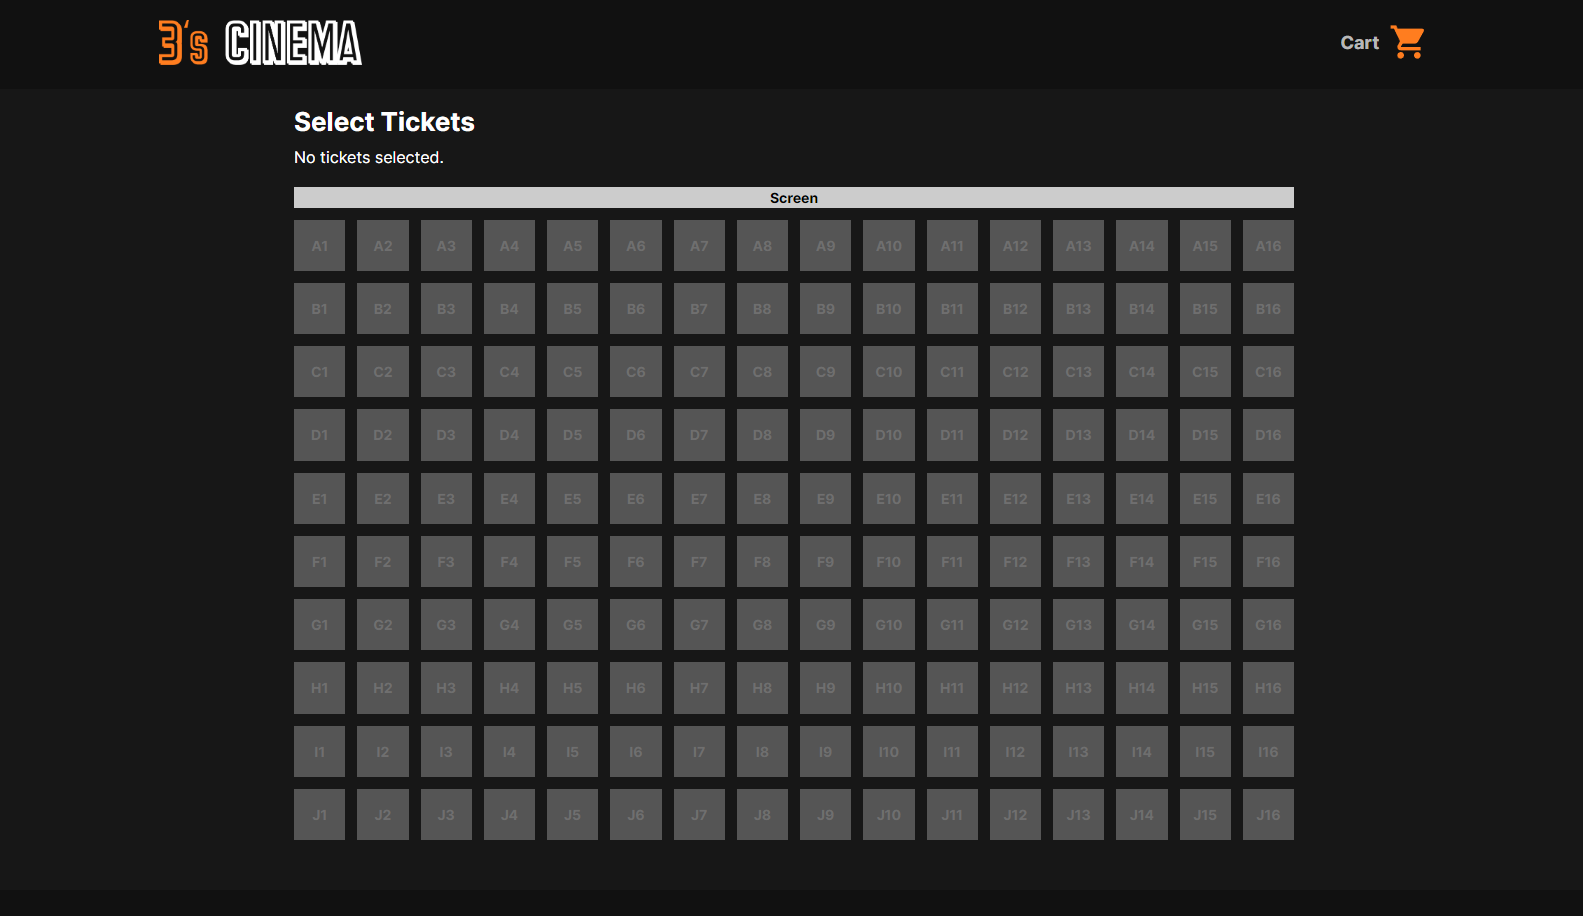 3's CINEMA
Cart
Select Tickets
No tickets selected.
Screen
A1 A2 A3 A4 A5 A6 A7 A8 A9 A10 A11 A12 A13 A14 A15 A16
B1 B2 B3 B4 B5 B6 B7 B8 B9 B10 B11 B12 B13 B14 B15 B16
C1 C2 C3 C4 C5 C6 C7 C8 C9 C10 C11 C12 C13 C14 C15 C16
D1 D2 D3 D4 D5 D6 D7 D8 D9 D10 D11 D12 D13 D14 D15 D16
E1 E2 E3 E4 E5 E6 E7 E8 E9 E10 E11 E12 E13 E14 E15 E16
F1 F2 F3 F4 F5 F6 F7 F8 F9 F10 F11 F12 F13 F14 F15 F16
G1 G2 G3 G4 G5 G6 G7 G8 G9 G10 G11 G12 G13 G14 G15 G16
H1 H2 H3 H4 H5 H6 H7 H8 H9 H10 H11 H12 H13 H14 H15 H16
I1 I2 I3 I4 I5 I6 I7 I8 I9 I10 I11 I12 I13 I14 I15 I16
J1 J2 J3 J4 J5 J6 J7 J8 J9 J10 J11 J12 J13 J14 J15 J16